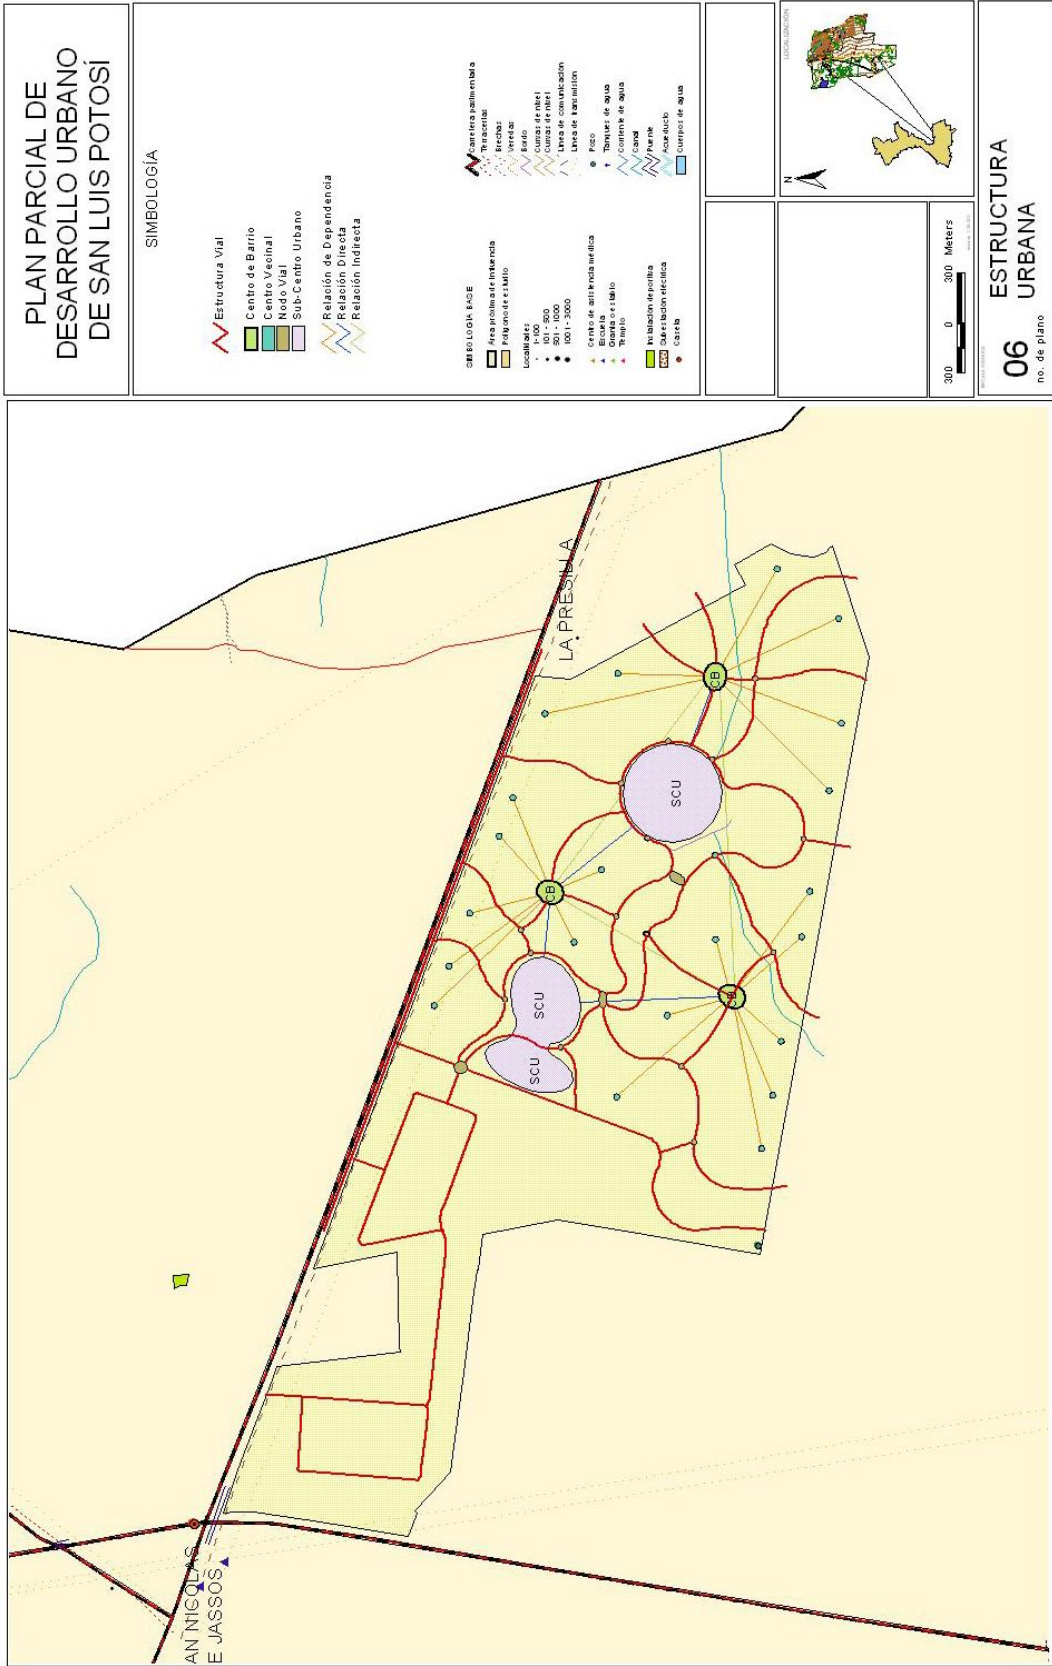 PLAN PARCIAL DE
DESARROLLO URBANO
DE SAN LUIS POTOSÍ
SIMBOLOGÍA
Estructura Vial
Centro de Barrio
Centro Vecinal
Nodo Vial
Sub-Centro Urbano
Relación de Dependencia
Relación Directa
Relación Indirecta
SIMBOLOGIA BASE
Área próxima de influencia
Polígono de estudio
Localidades
1-100
101 - 500
501 - 1000
1001 - 3000
Centro de asistencia médica
Escuela
Granja o establo
Templo
Instalación deportiva
Subestación eléctrica
Caseta
Carretera pavimentada
Terracerías
Brechas
Veredas
Bordo
Curvas de nivel
Curvas de nivel
Línea de comunicación
Línea de transmisión
Pozo
Tanques de agua
Corriente de agua
Canal
Puente
Acueducto
Cuerpos de agua
LOCALIZACIÓN
N
300 0 300 Meters
ESTRUCTURA
URBANA
06
no. de plano
LA PRESILLA
CB
SCU
CB
SCU
SCU
CB
AN NICOLAS
E JASSOS